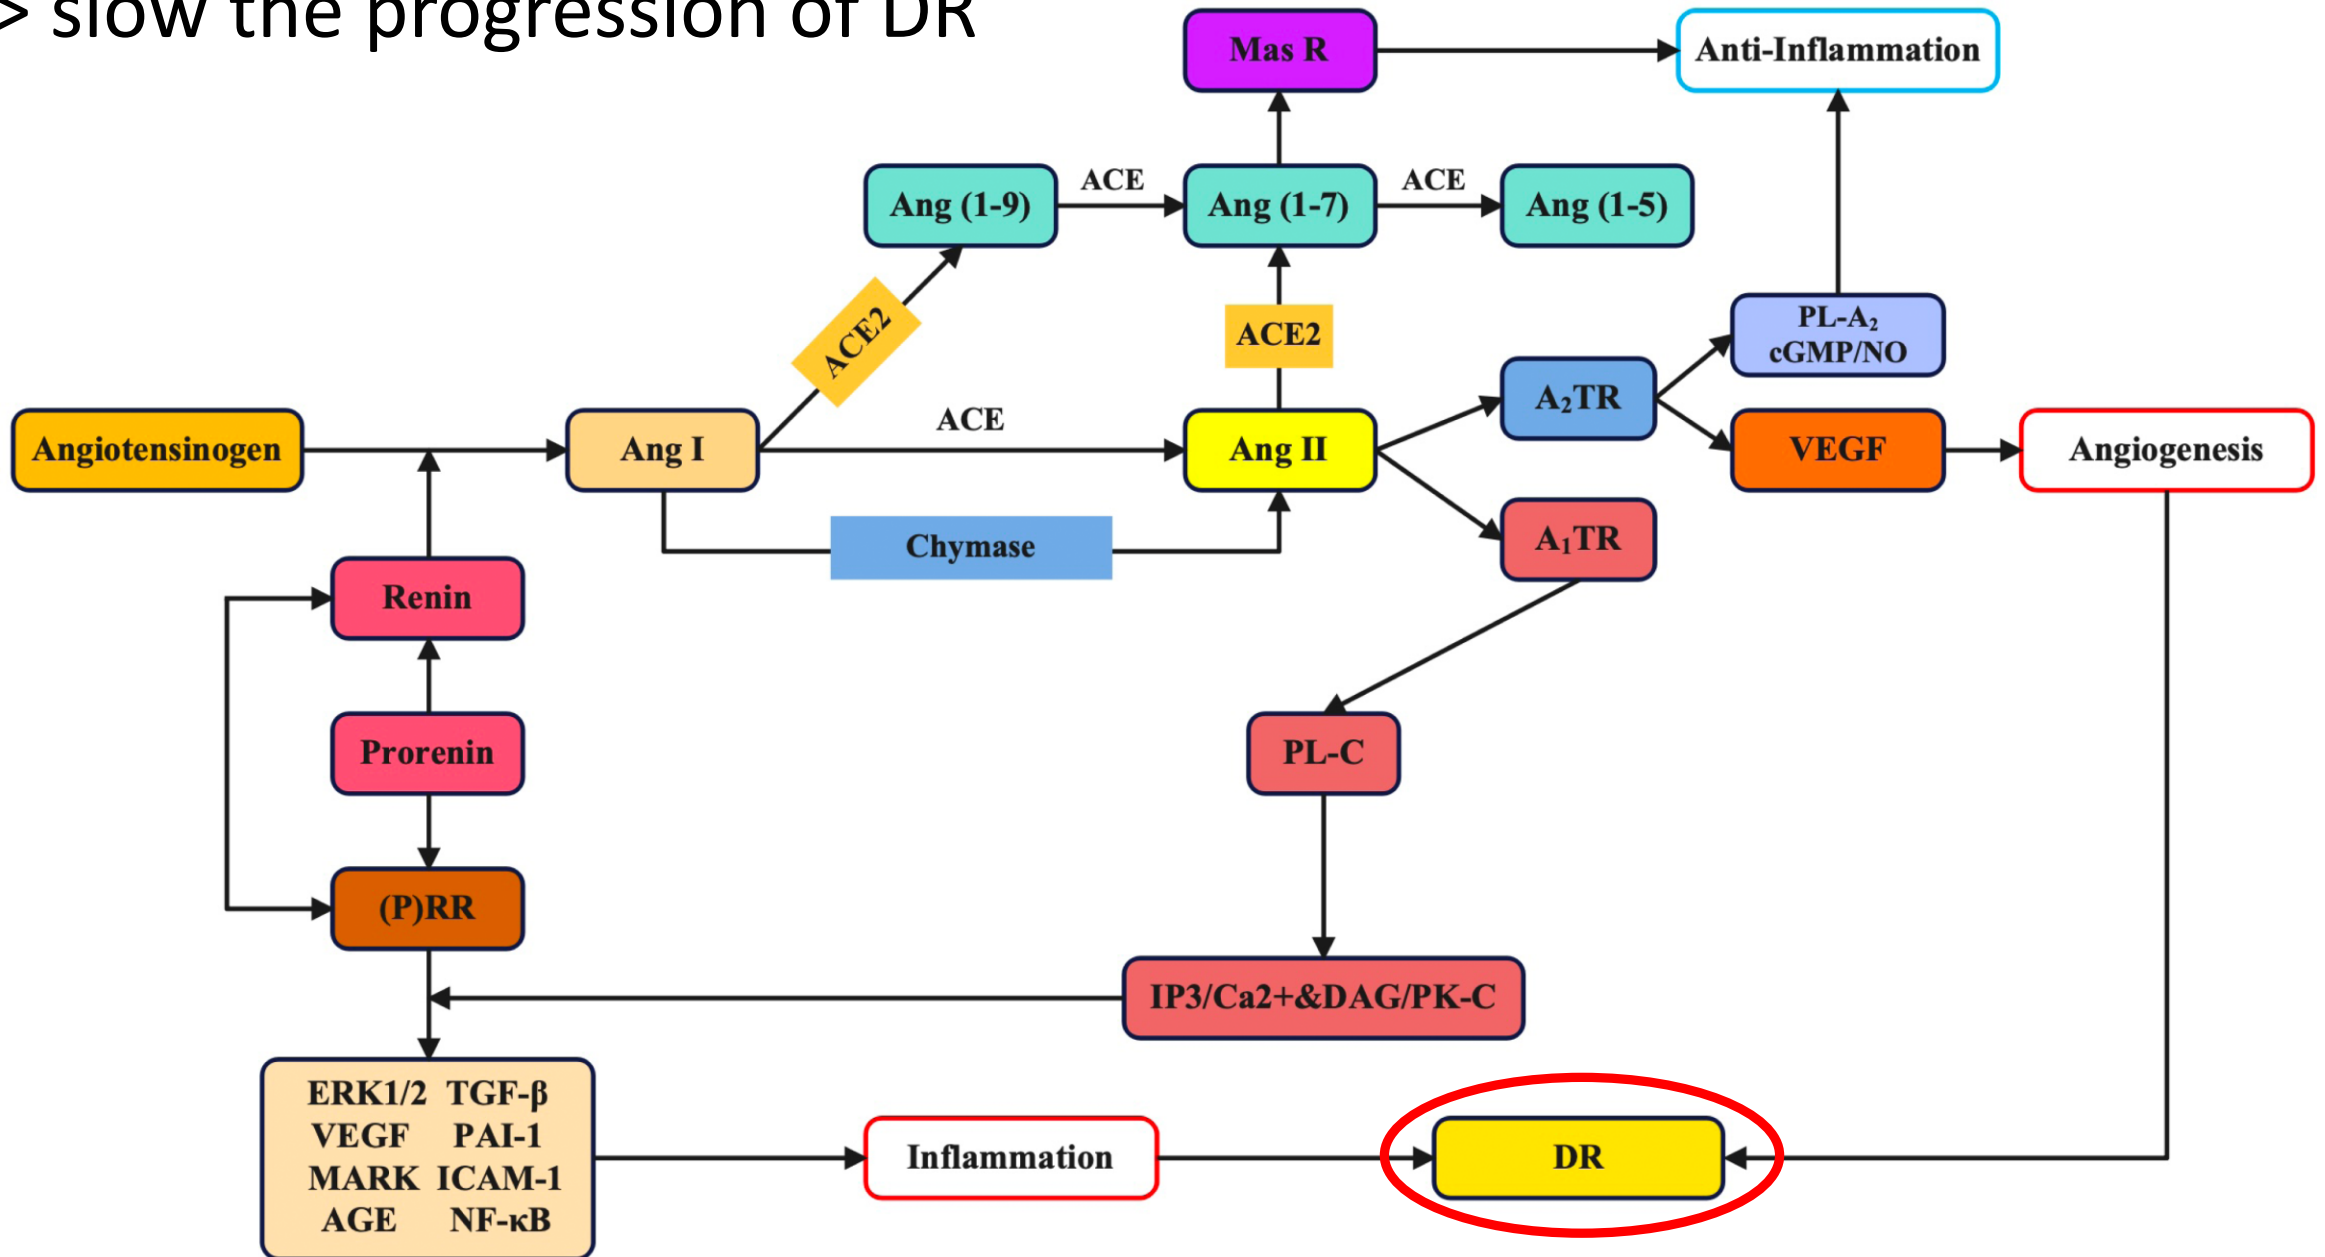 > slow the progression of DR
Mas R
Anti-Inflammation
Ang (1-9)
ACE
Ang (1-7)
ACE
Ang (1-5)
ACE2
ACE2
PL-A₂
cGMP/NO
A₂TR
Angiotensinogen
Ang I
ACE
Ang II
VEGF
Angiogenesis
Chymase
A₁TR
Renin
Prorenin
PL-C
(P)RR
IP3/Ca2+&DAG/PK-C
ERK1/2 TGF-β
VEGF PAI-1
MARK ICAM-1
AGE NF-κB
Inflammation
DR